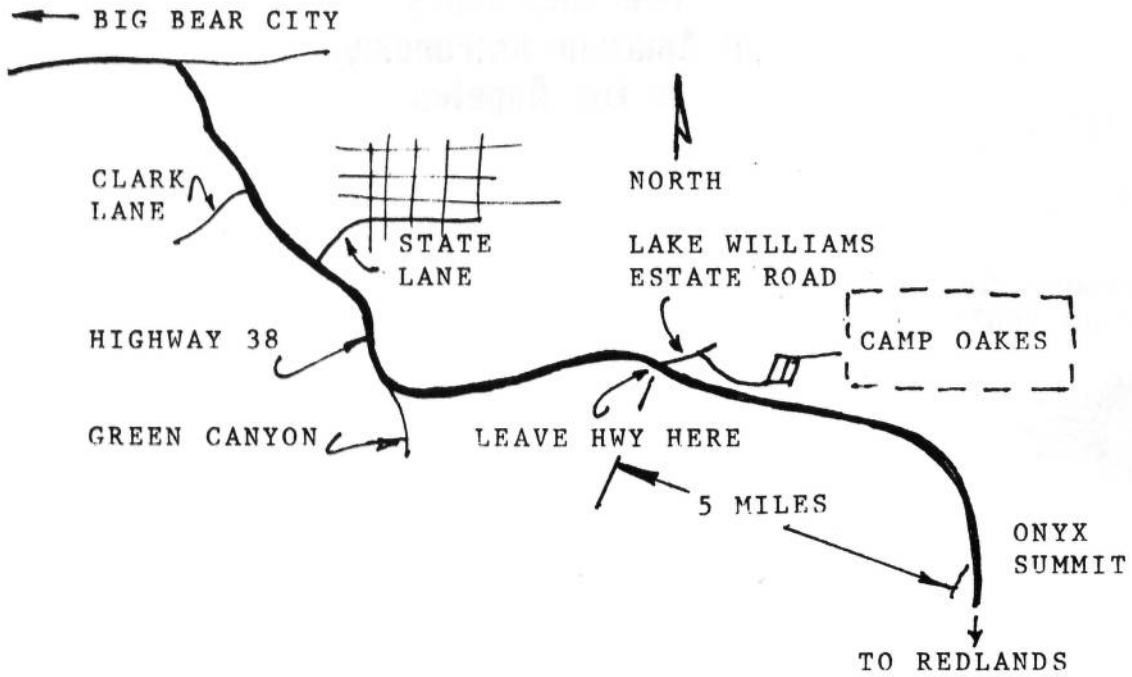 BIG BEAR CITY
CLARK
LANE
STATE
LANE
NORTH
LAKE WILLIAMS
ESTATE ROAD
CAMP OAKES
HIGHWAY 38
GREEN CANYON
LEAVE HWY HERE
5 MILES
ONYX
SUMMIT
TO REDLANDS